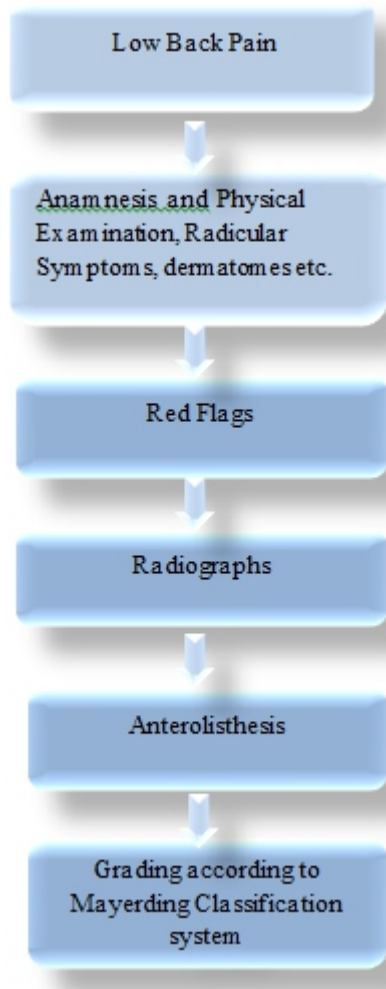 Low Back Pain
Anamnesis and Physical
Examination, Radicular
Symptoms, dermatomes etc.
Red Flags
Radiographs
Anterolisthesis
Grading according to
Mayerding Classification
system